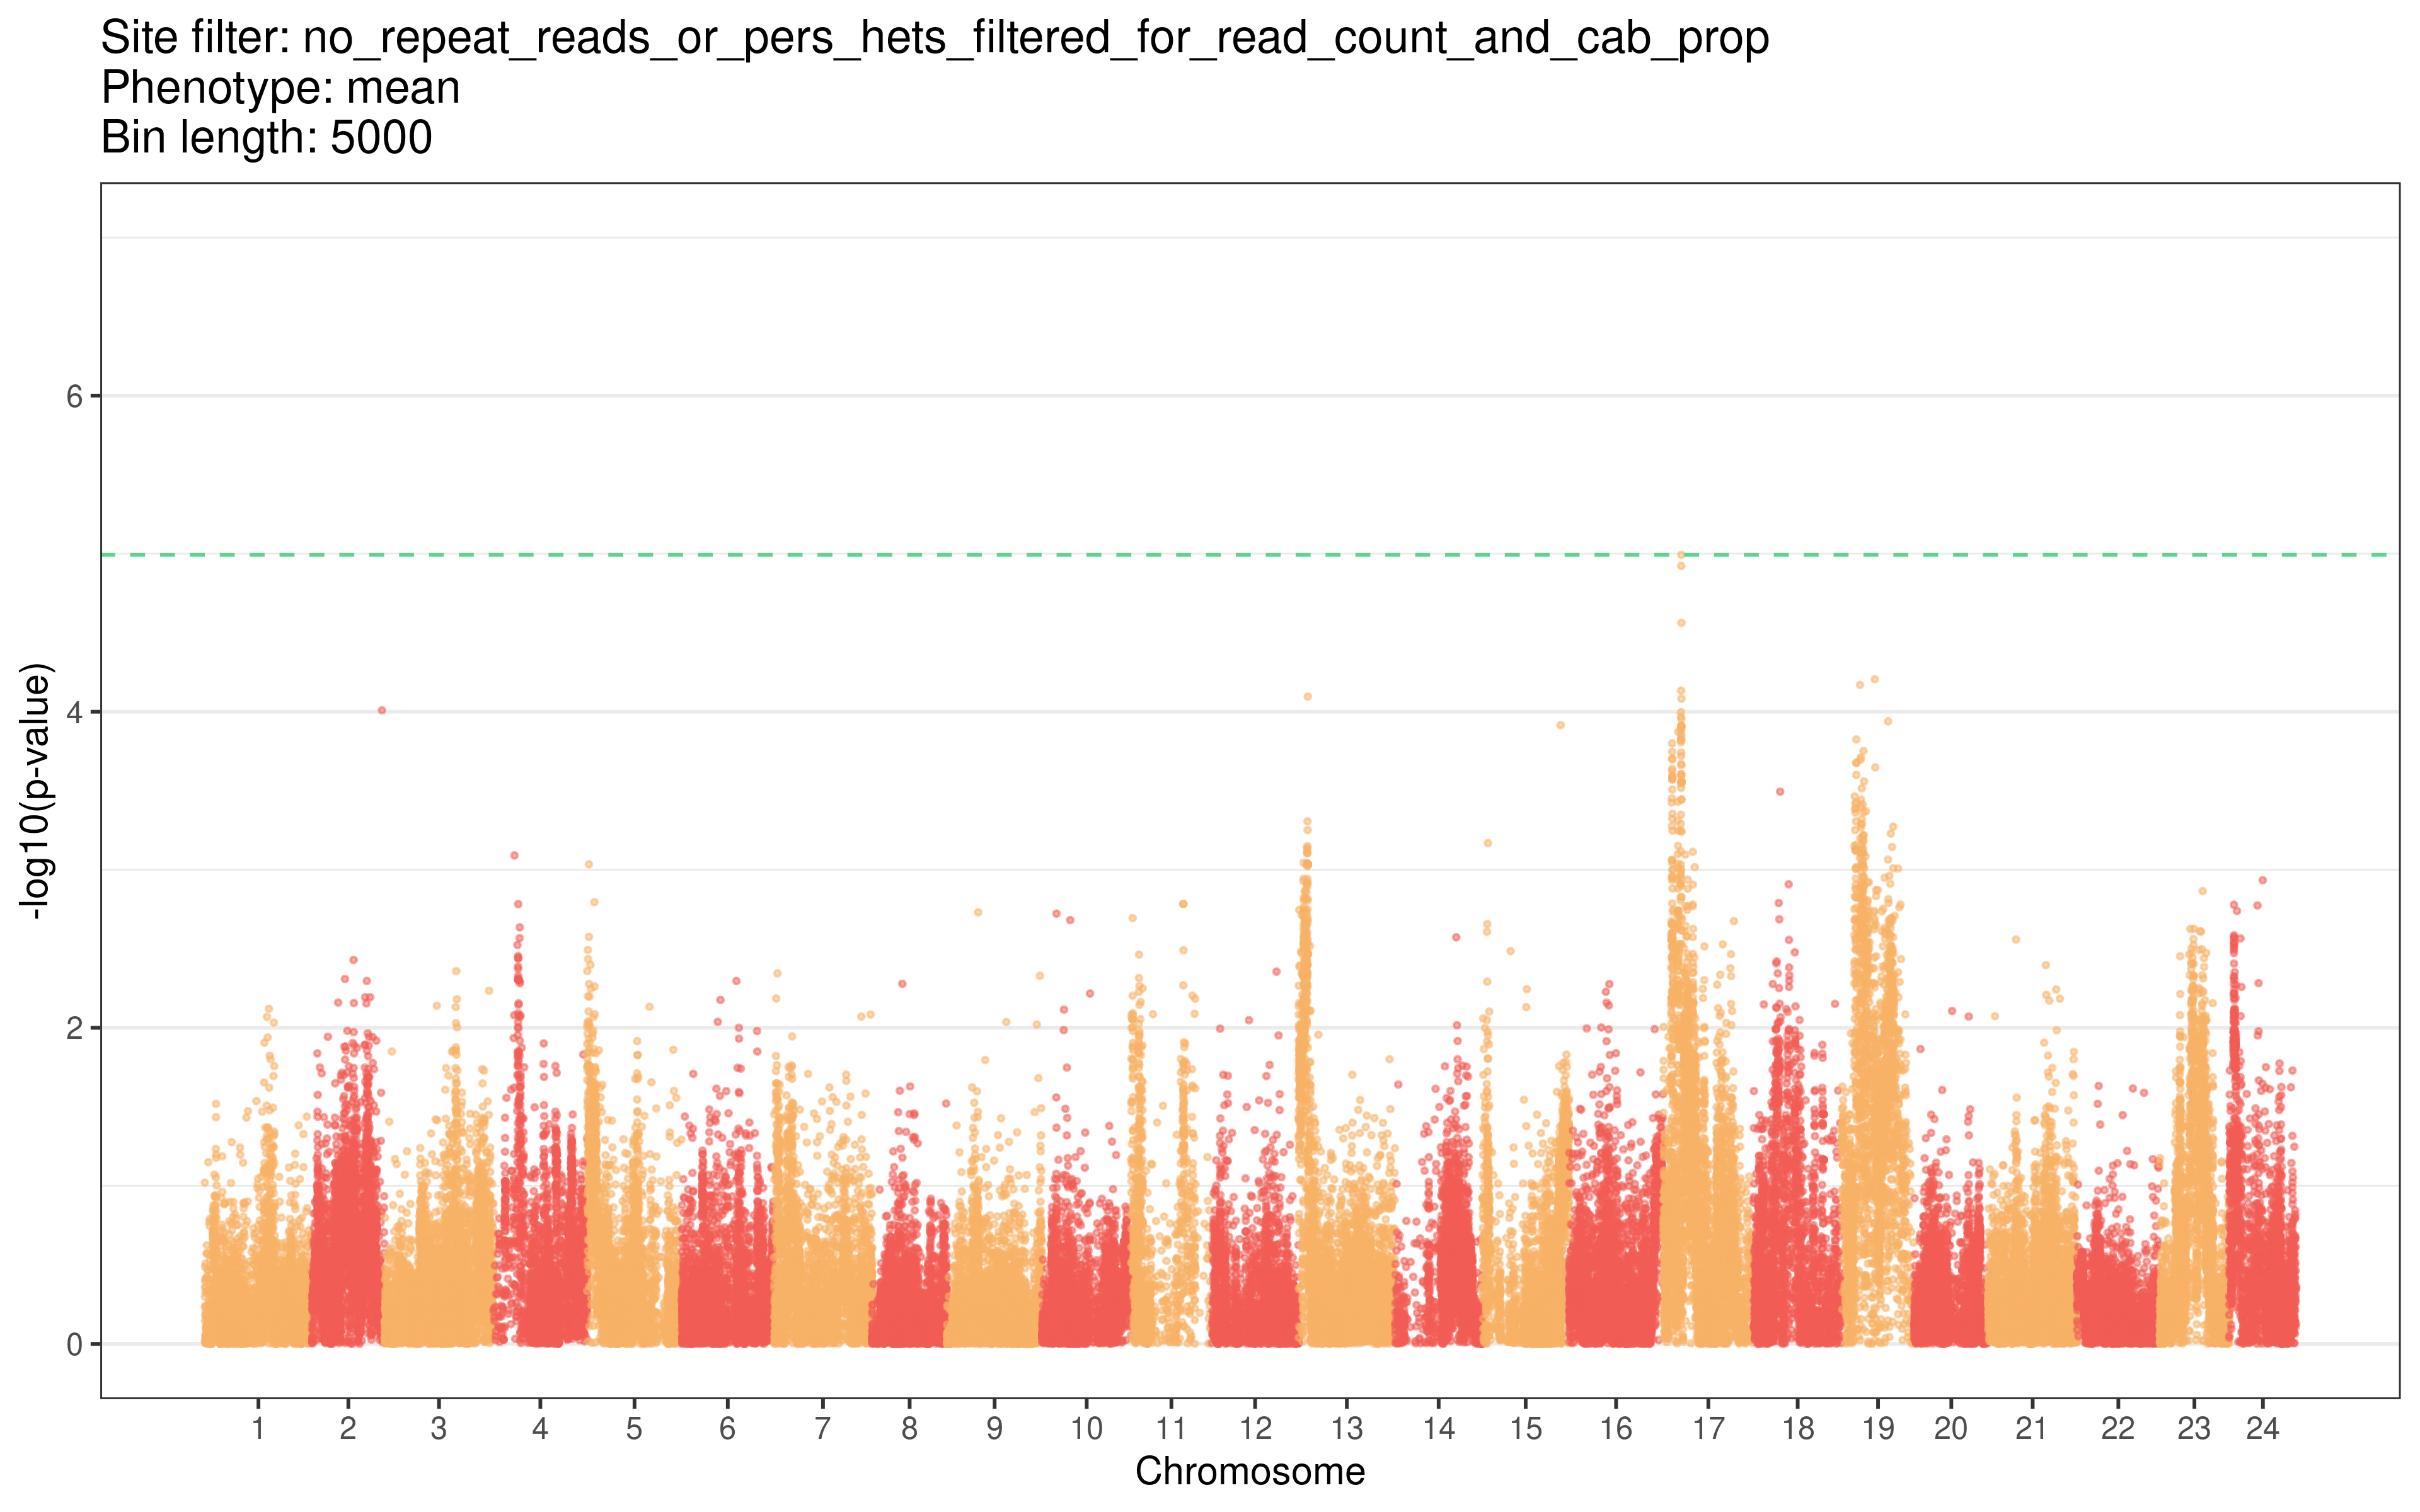 Site filter: no_repeat_reads_or_pers_hets_filtered_for_read_count_and_cab_prop
Phenotype: mean
Bin length: 5000
-log10(p-value)
6
4
2
0
1 2 3 4 5 6 7 8 9 10 11 12 13 14 15 16 17 18 19 20 21 22 23 24
Chromosome